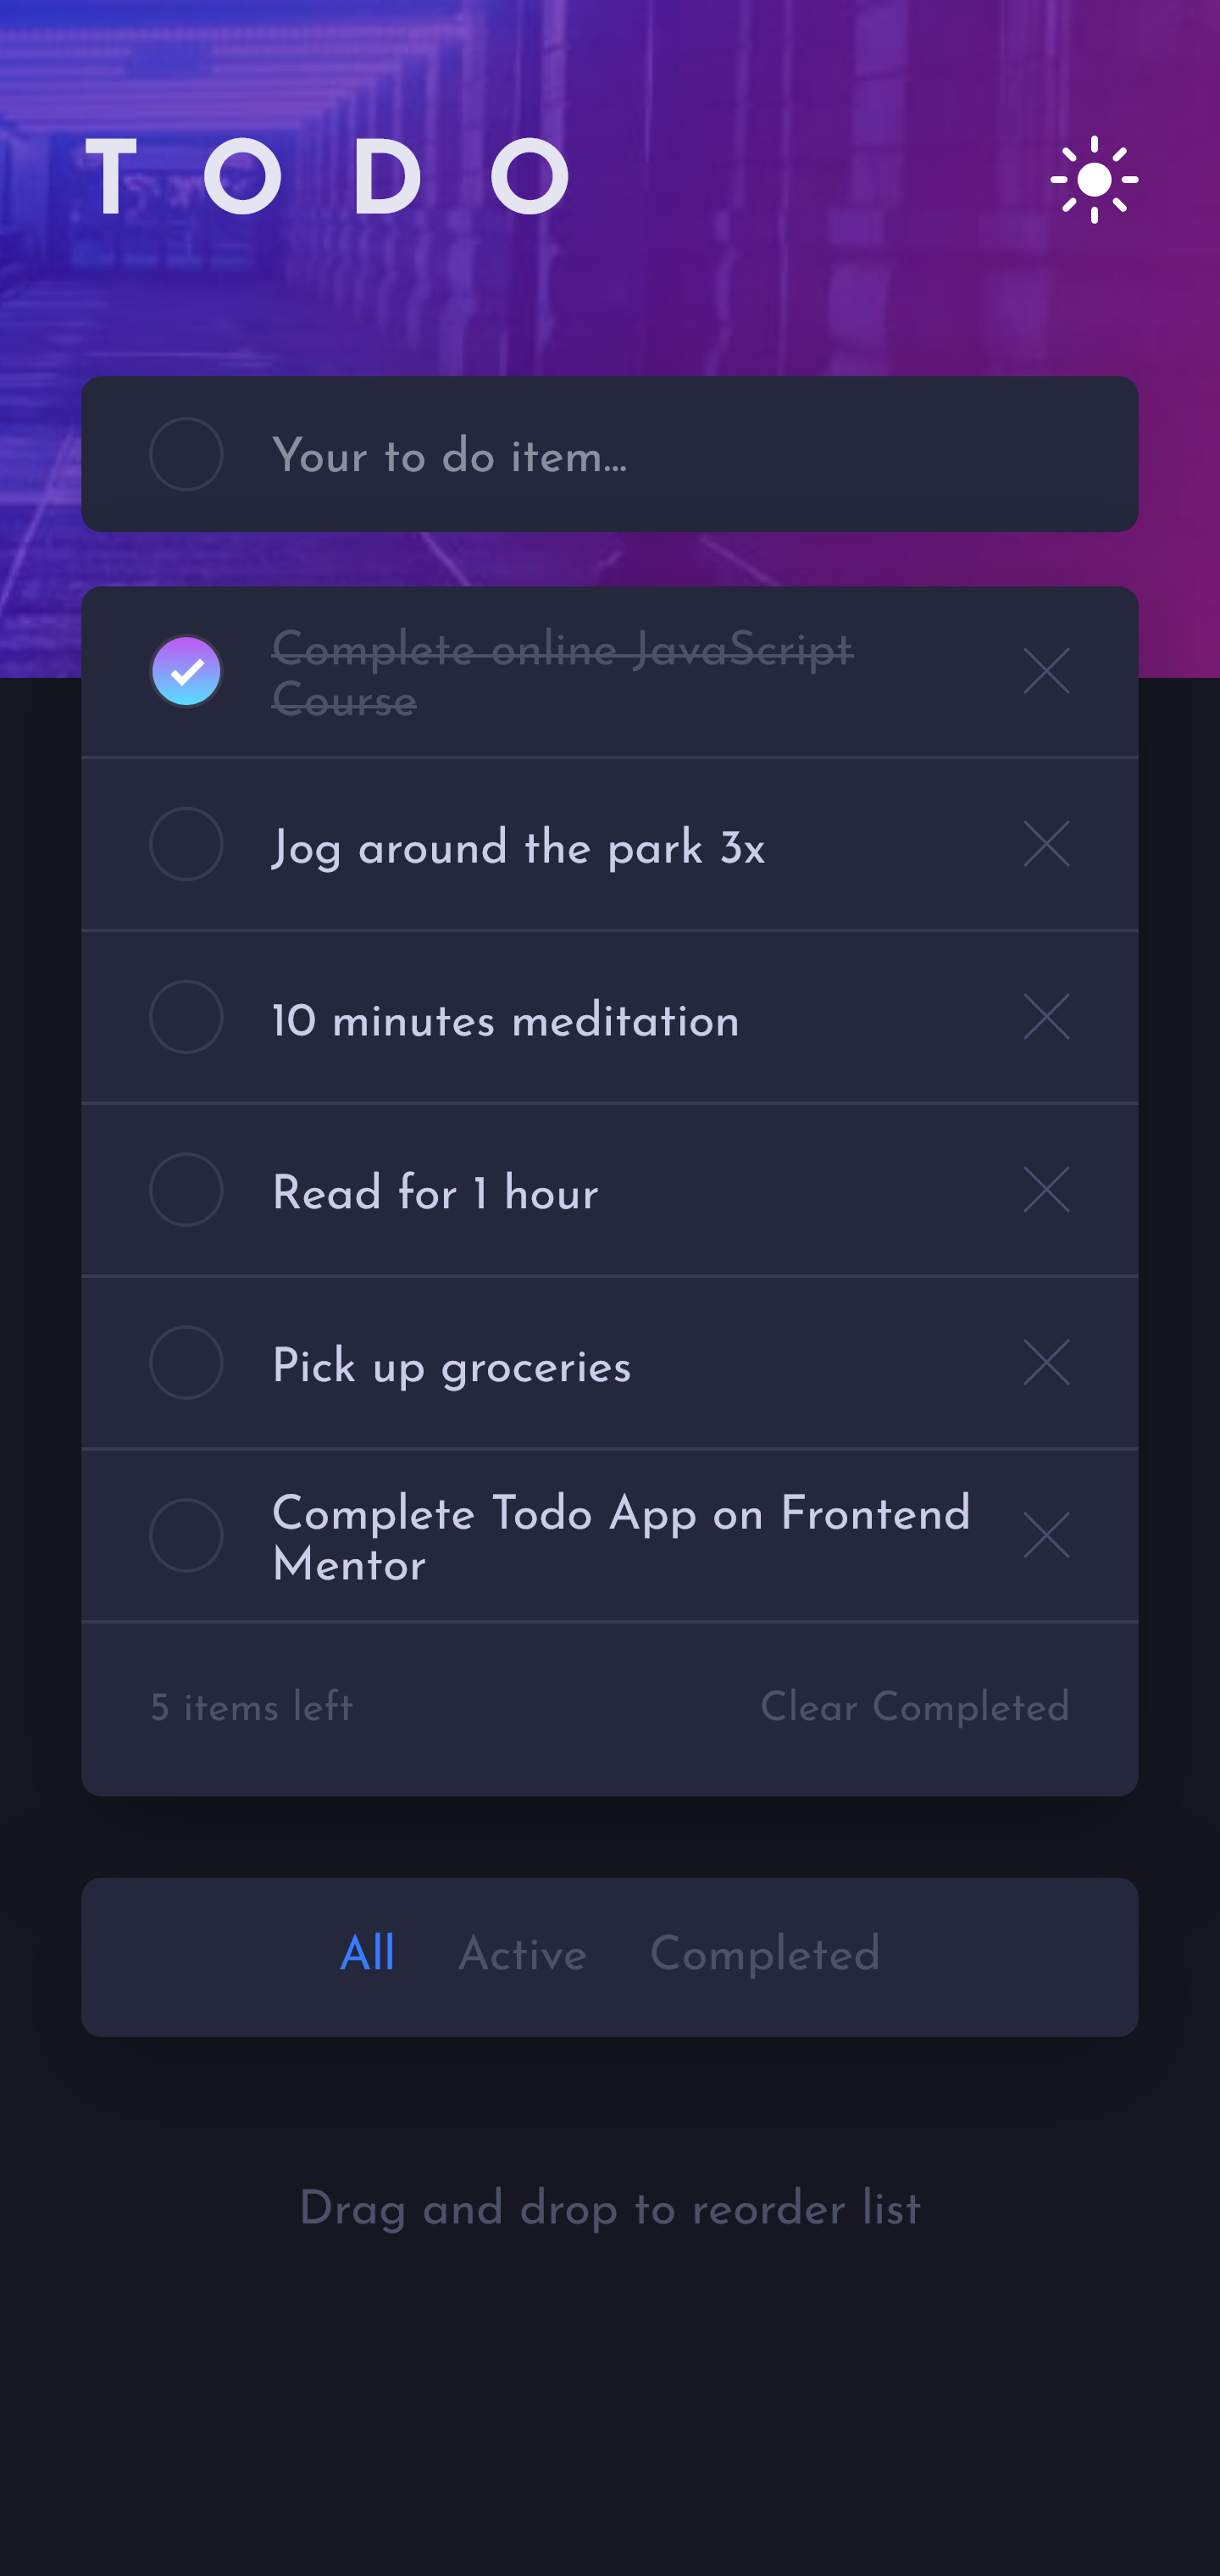 TODO
Your to do item...
Complete online JavaScript
Course
Jog around the park 3x
10 minutes meditation
Read for 1 hour
Pick up groceries
Complete Todo App on Frontend
Mentor
5 items left
Clear Completed
All
Active
Completed
Drag and drop to reorder list